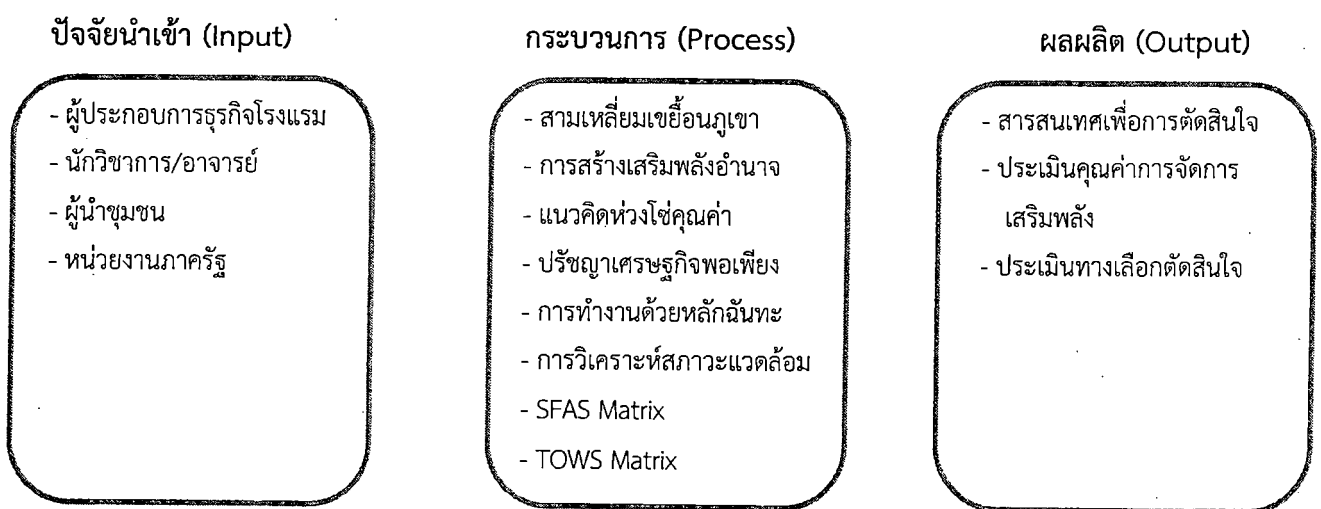 ปัจจัยนำเข้า (Input)
- ผู้ประกอบการธุรกิจโรงแรม
- นักวิชาการ/อาจารย์
- ผู้นำชุมชน
- หน่วยงานภาครัฐ
กระบวนการ (Process)
- สามเหลี่ยมเขยื้อนภูเขา
- การสร้างเสริมพลังอำนาจ
- แนวคิดห่วงโซ่คุณค่า
- ปรัชญาเศรษฐกิจพอเพียง
- การทำงานด้วยหลักฉันทะ
- การวิเคราะห์สภาวะแวดล้อม
- SFAS Matrix
- TOWS Matrix
ผลผลิต (Output)
- สารสนเทศเพื่อการตัดสินใจ
- ประเมินคุณค่าการจัดการ
เสริมพลัง
- ประเมินทางเลือกตัดสินใจ